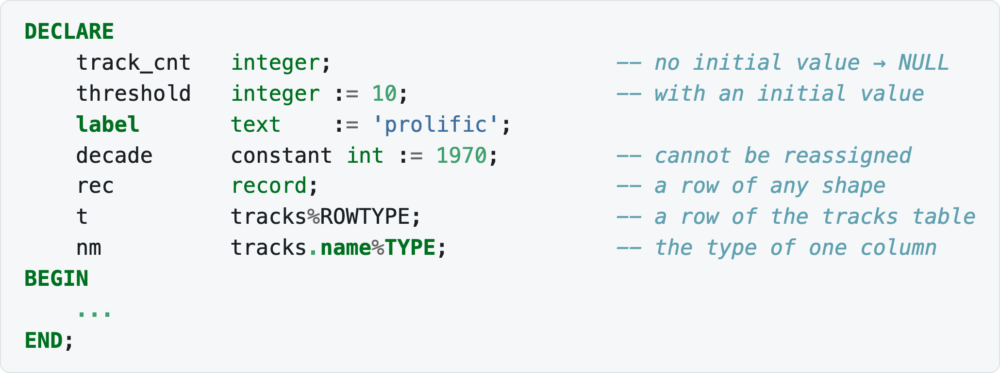 DECLARE
    track_cnt   integer;                      -- no initial value → NULL
    threshold   integer := 10;                -- with an initial value
    label       text    := 'prolific';
    decade      constant int := 1970;         -- cannot be reassigned
    rec         record;                       -- a row of any shape
    t           tracks%ROWTYPE;               -- a row of the tracks table
    nm          tracks.name%TYPE;             -- the type of one column
BEGIN
    ...
END;